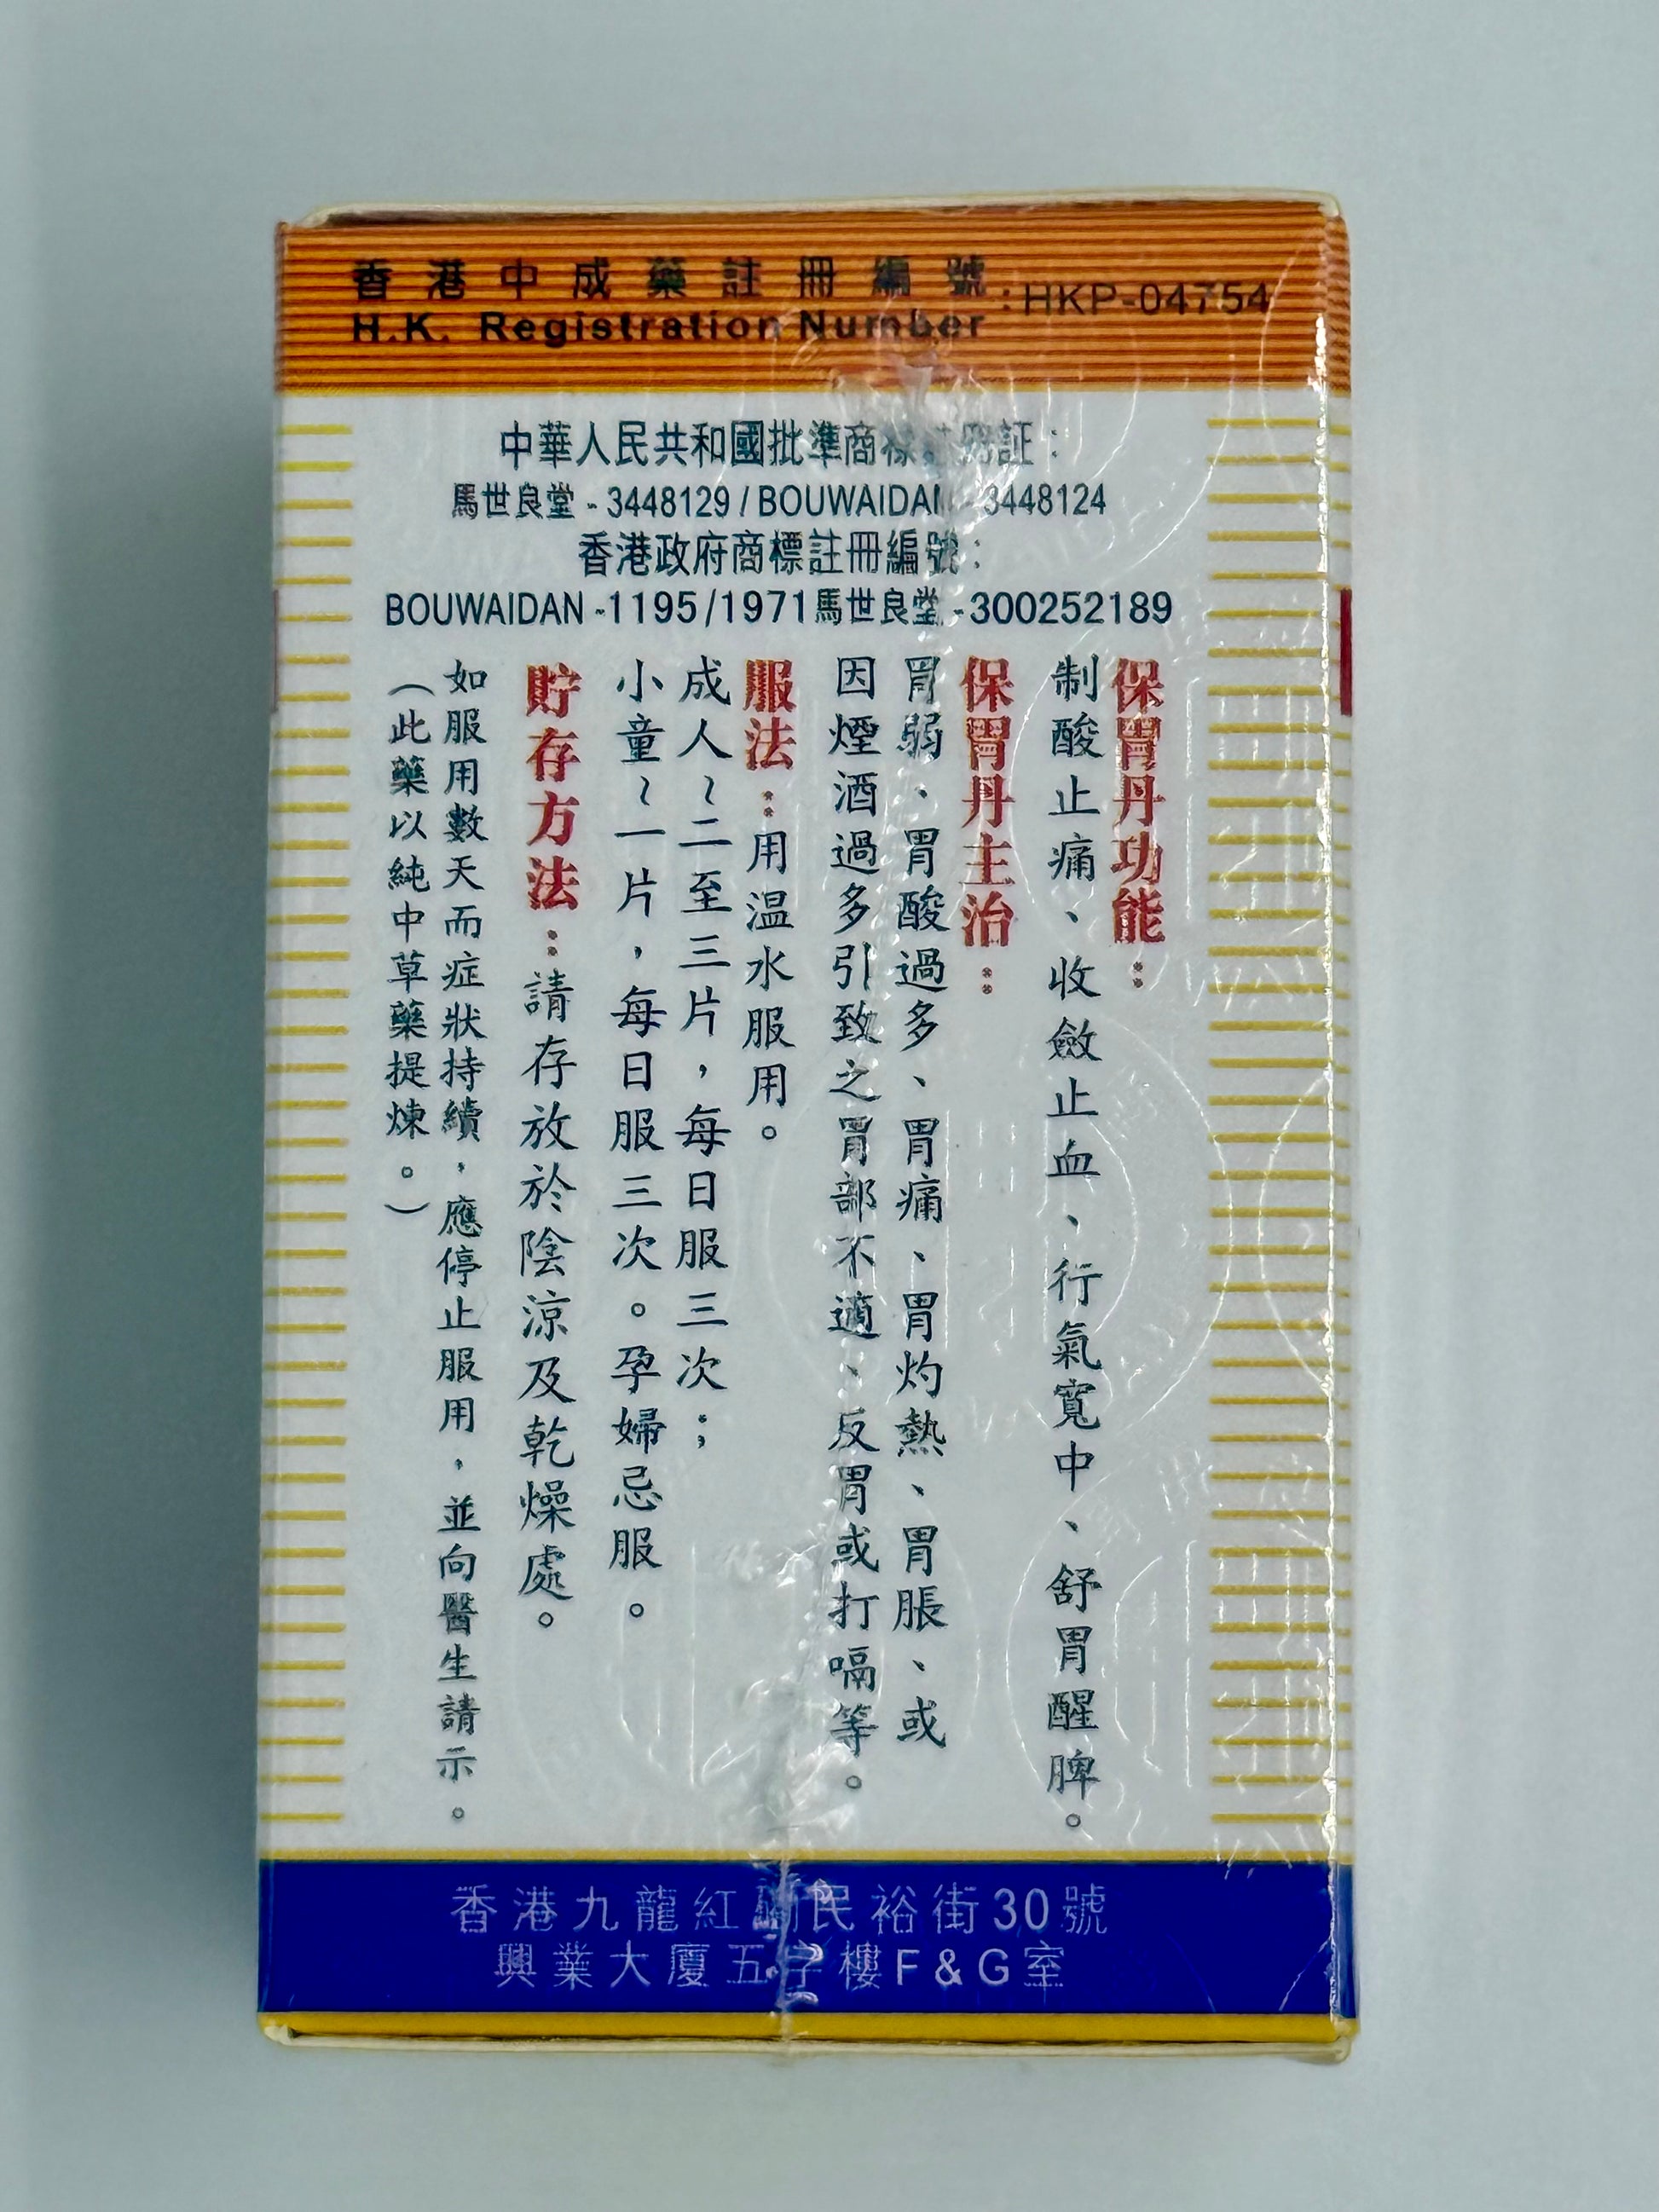 香港中成藥註冊編號
H.K. Registration Number
:HKP-04754
中華人民共和國批準商標註冊証：
馬世良堂 - 3448129 / BOUWAIDAN - 3448124
香港政府商標註冊編號：
BOUWAIDAN -1195/1971馬世良堂-300252189
保胃丹功能：
制酸止痛、收斂止血、行氣寬中、舒胃醒脾。
保胃丹主治：
胃弱、胃酸過多、胃痛、胃灼熱、胃脹、或
因煙酒過多引致之胃部不適、反胃或打嗝等。
服法：用温水服用。
成人～二至三片，每日服三次；
小童～一片，每日服三次。孕婦忌服。
貯存方法：請存放於陰涼及乾燥處。
如服用數天而症狀持續，應停止服用，並向醫生請示。
（此藥以純中草藥提煉。）
香港九龍紅磡民裕街30號
興業大廈五字樓F&G室